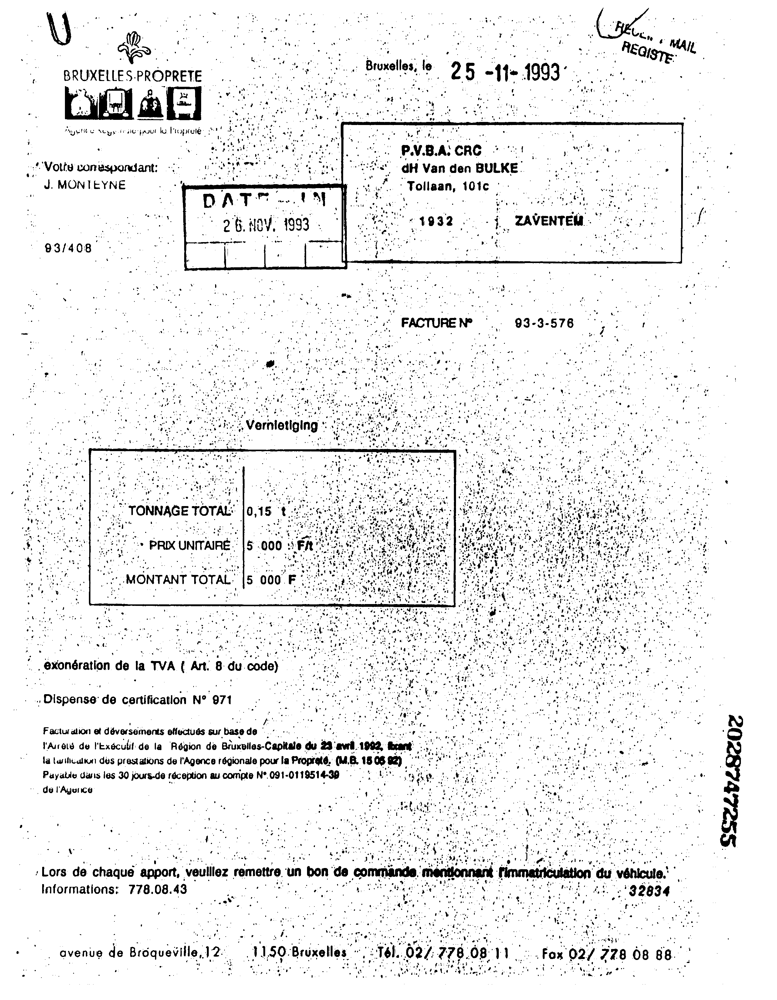 REGISTE
BRUXELLES-PROPRETE
Bruxelles, le 25 -11- 1993
Votre correspondant:
J. MONTEYNE
P.V.B.A. CRC
dH Van den BULKE
Tollaan, 101c
1932 ZAVENTEM
DATE IN
26. NOV. 1993
93/408
FACTURE N° 93-3-576
Vernietiging
TONNAGE TOTAL 0,15 t
PRIX UNITAIRE 5 000 F/t
MONTANT TOTAL 5 000 F
exonération de la TVA ( Art. 8 du code)
Dispense de certification N° 971
Facturation et déversements effectués sur base de
l'Arrêté de l'Exécutif de la Région de Bruxelles-Capitale du 23 avril 1992, fixant
la tarification des prestations de l'Agence régionale pour la Propreté, (M.B. 15 05 92)
Payable dans les 30 jours de réception au compte N° 091-0119514-39
de l'Agence
2028747255
Lors de chaque apport, veuillez remettre un bon de commande mentionnant l'immatriculation du véhicule.
Informations: 778.08.43 32834
avenue de Broqueville, 12 1150 Bruxelles Tél. 02/ 778 08 11 Fax 02/ 778 08 88